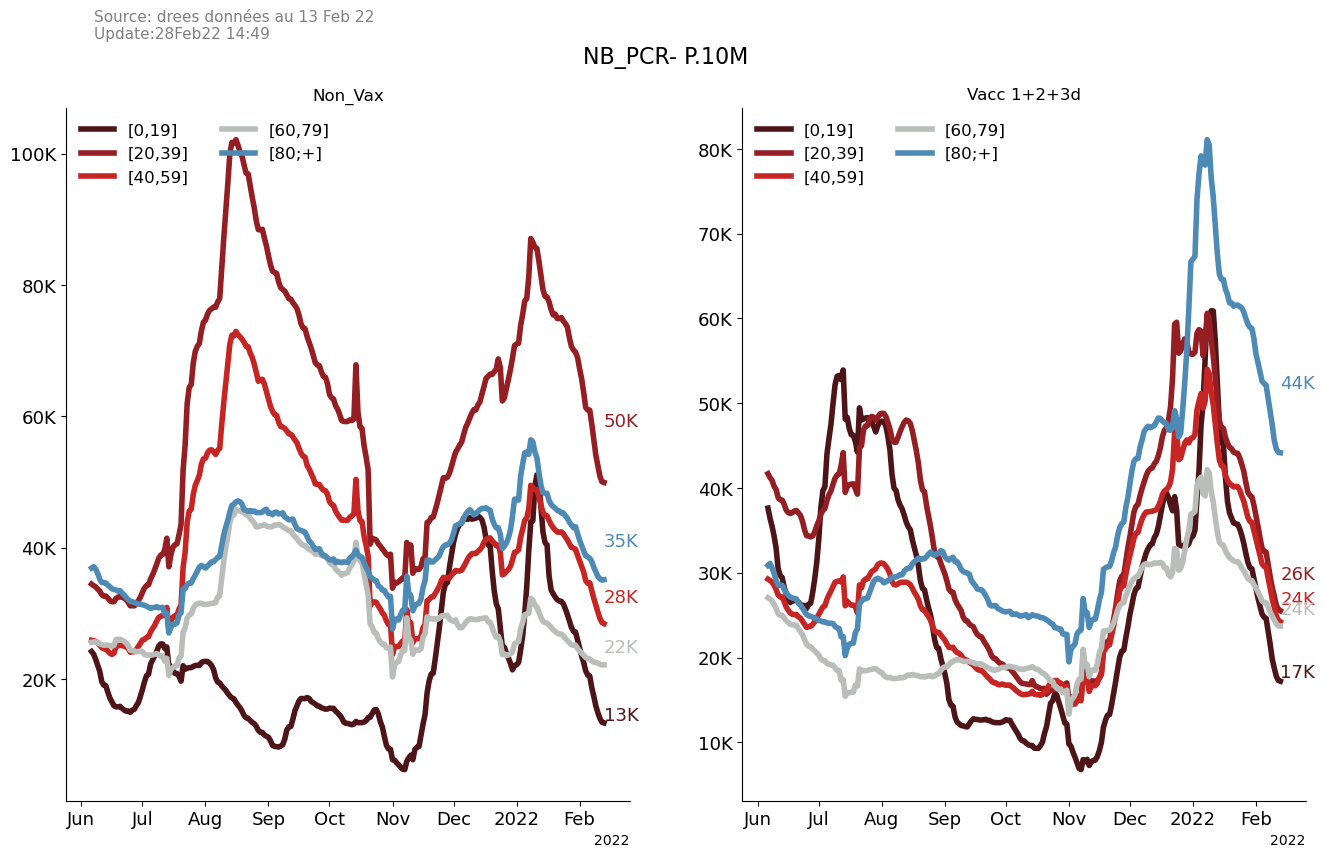 Source: drees données au 13 Feb 22
Update:28Feb22 14:49
NB_PCR- P.10M
Non_Vax
[0,19]
[20,39]
[40,59]
[60,79]
[80;+]
100K
80K
60K
40K
20K
50K
35K
28K
22K
13K
Jun Jul Aug Sep Oct Nov Dec 2022 Feb
2022
Vacc 1+2+3d
[0,19]
[20,39]
[40,59]
[60,79]
[80;+]
80K
70K
60K
50K
40K
30K
20K
10K
44K
26K
24K
24K
17K
Jun Jul Aug Sep Oct Nov Dec 2022 Feb
2022